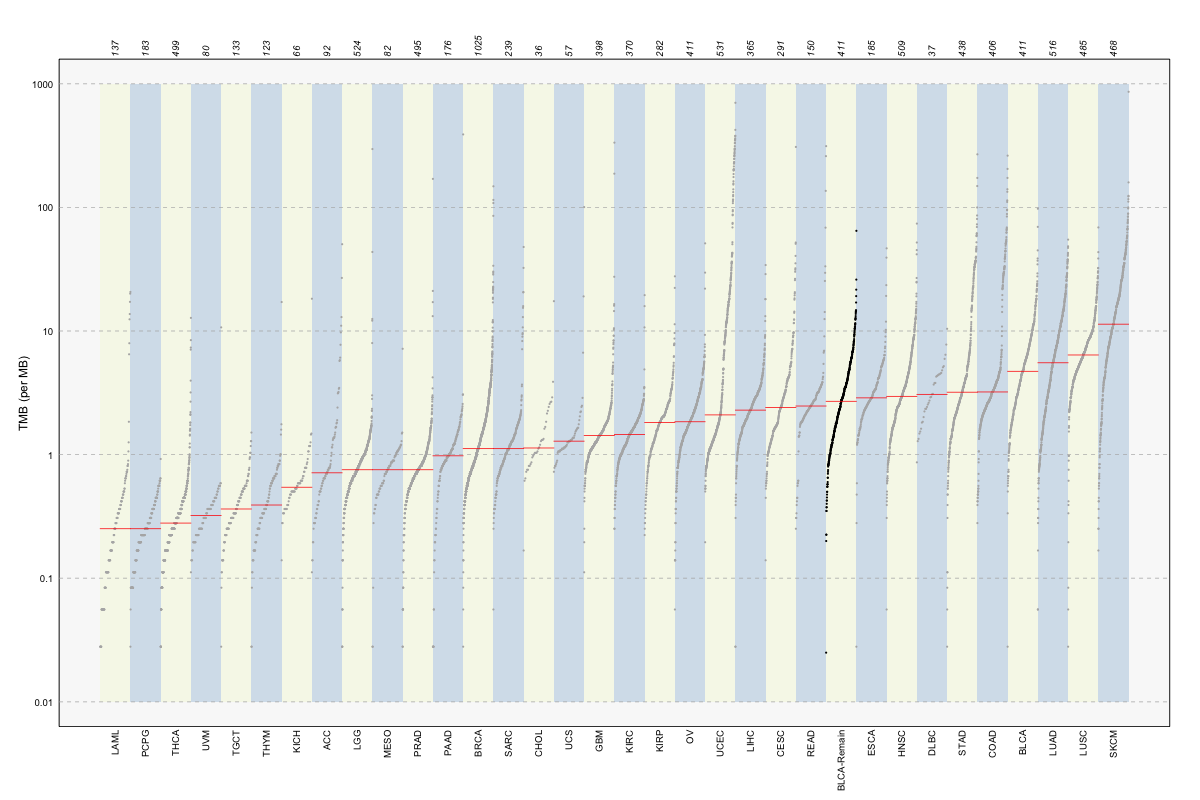 137 183 499 80 133 123 66 92 524 82 495 176 1025 239 36 57 398 370 282 411 531 365 291 150 411 185 509 37 438 406 411 516 485 468
1000
100
10
1
0.1
0.01
TMB (per MB)
LAML PCPG THCA UVM TGCT THYM KICH ACC LGG MESO PRAD PAAD BRCA SARC CHOL UCS GBM KIRC KIRP OV UCEC LIHC CESC READ BLCA-Remain ESCA HNSC DLBC STAD COAD BLCA LUAD LUSC SKCM